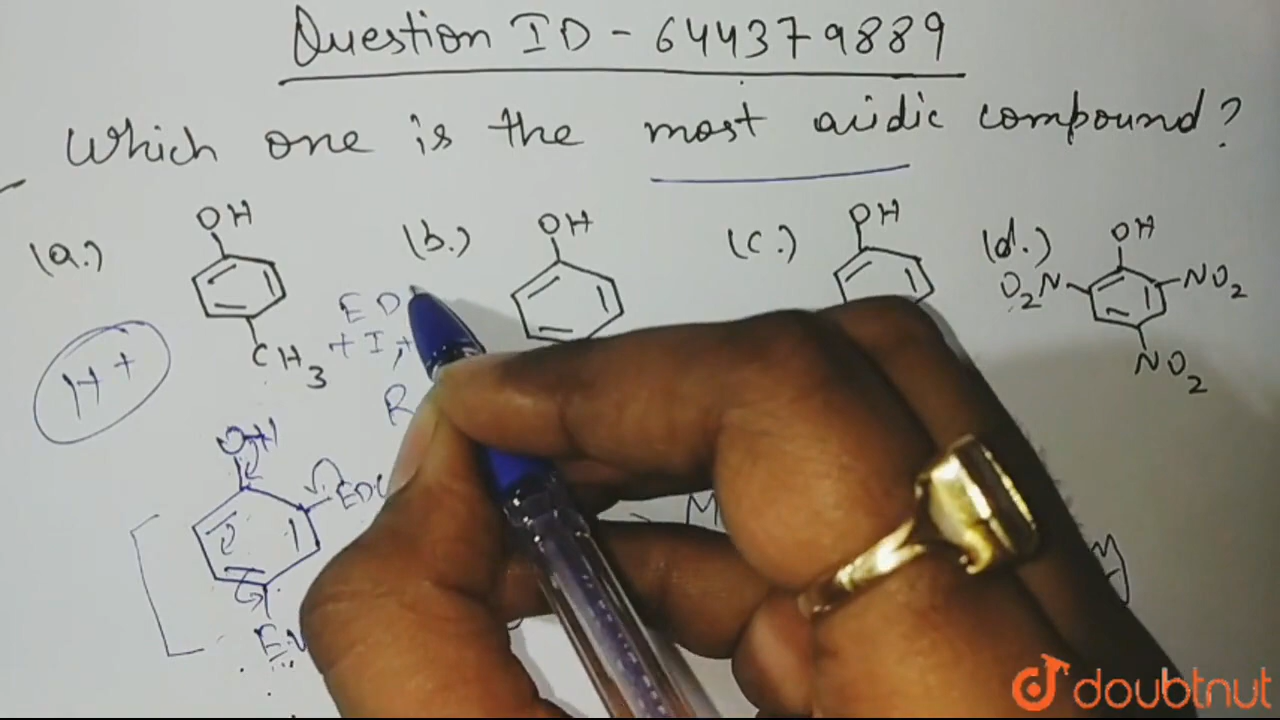 Question ID - 644379889
Which one is the most acidic compound?
(a.) OH CH3
(b.) OH
(c.) OH
(d.) OH O2N NO2 NO2
H+
ED
+I, +
R
OH
EDG
doubtnut